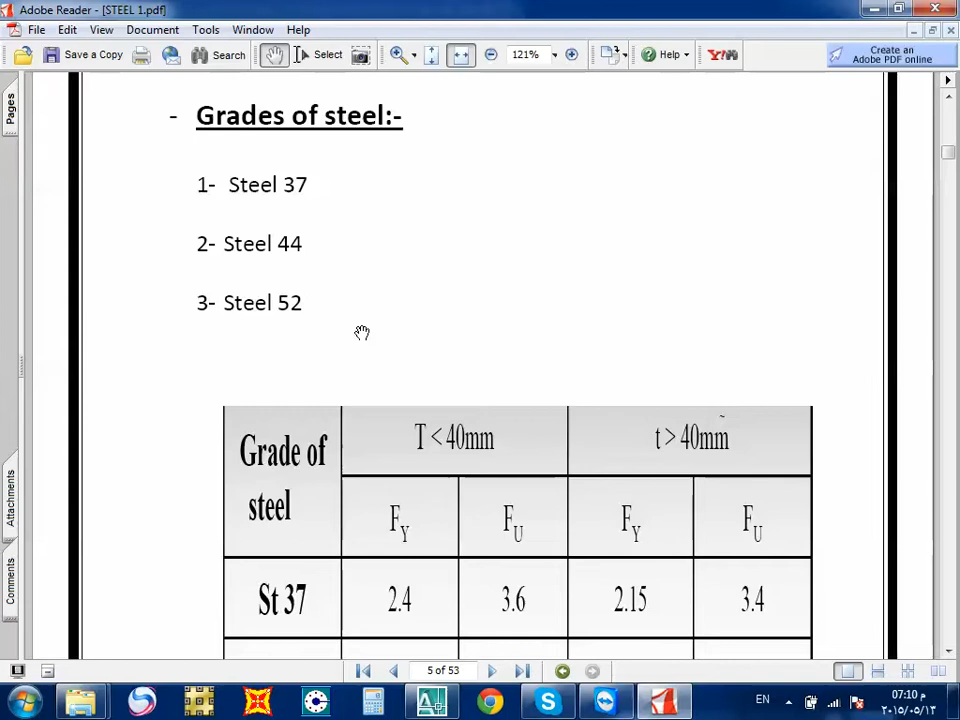 Adobe Reader - [STEEL 1.pdf]
File Edit View Document Tools Window Help
Save a Copy Search Select 121% Help Y! Create an
Adobe PDF online
Pages
- Grades of steel:-
1- Steel 37
2- Steel 44
3- Steel 52
Grade of steel T < 40mm t > 40mm
FY FU FY FU
St 37 2.4 3.6 2.15 3.4
Attachments
Comments
5 of 53
EN 07:10 م
٢٠١٥/٠٥/١٣